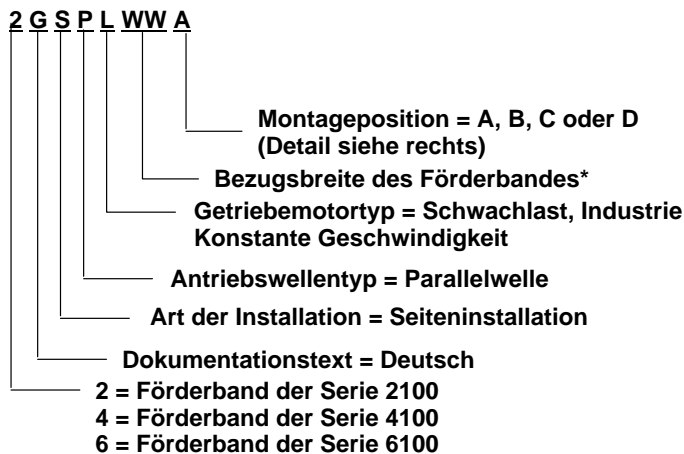 2 G S P L WW A
Montageposition = A, B, C oder D
(Detail siehe rechts)
Bezugsbreite des Förderbandes*
Getriebemotortyp = Schwachlast, Industrie
Konstante Geschwindigkeit
Antriebswellentyp = Parallelwelle
Art der Installation = Seiteninstallation
Dokumentationstext = Deutsch
2 = Förderband der Serie 2100
4 = Förderband der Serie 4100
6 = Förderband der Serie 6100